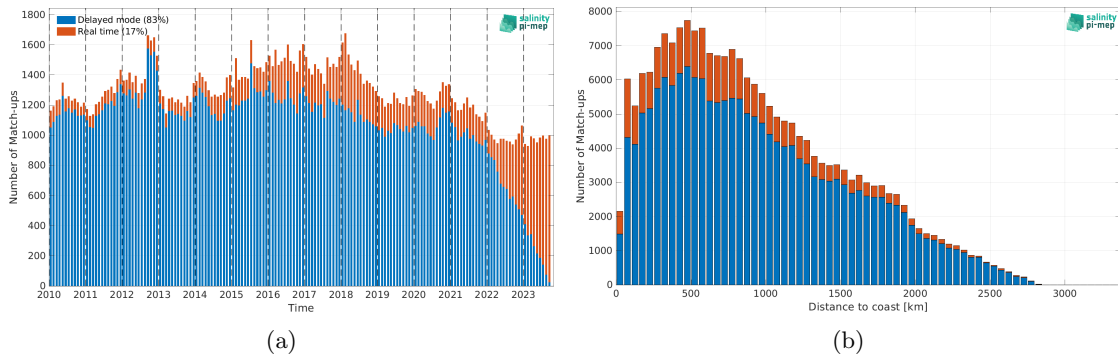 Delayed mode (83%)
Real time (17%)
salinity
pi-mep
1800
1600
1400
1200
1000
800
600
400
200
0
Number of Match-ups
2010 2011 2012 2013 2014 2015 2016 2017 2018 2019 2020 2021 2022 2023
Time
(a)
salinity
pi-mep
8000
7000
6000
5000
4000
3000
2000
1000
0
Number of Match-ups
0 500 1000 1500 2000 2500 3000
Distance to coast [km]
(b)